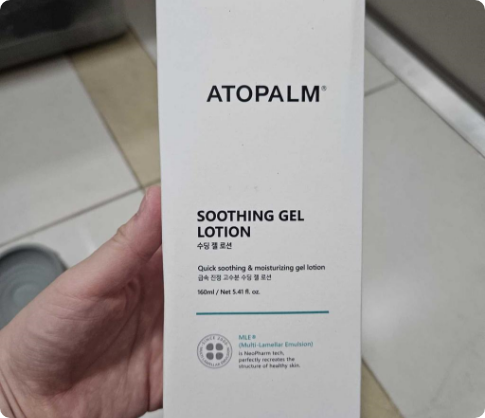 ATOPALM®
SOOTHING GEL
LOTION
수딩 젤 로션
Quick soothing & moisturizing gel lotion
급속 진정 고수분 수딩 젤 로션
160ml / Net 5.41 fl. oz.
MLE®
(Multi-Lamellar Emulsion)
is NeoPharm tech,
perfectly recreates the
structure of healthy skin.